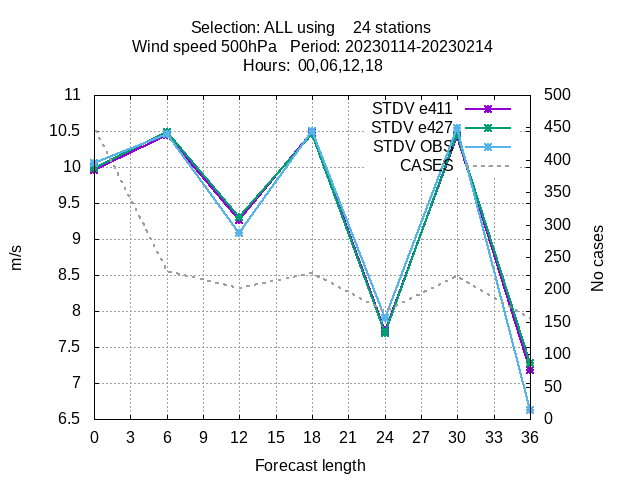 Selection: ALL using    24 stations
Wind speed 500hPa   Period: 20230114-20230214
Hours:  00,06,12,18
STDV e411
STDV e427
STDV OBS
CASES
11
10.5
10
9.5
9
8.5
8
7.5
7
6.5
m/s
500
450
400
350
300
250
200
150
100
50
0
No cases
0 3 6 9 12 15 18 21 24 27 30 33 36
Forecast length